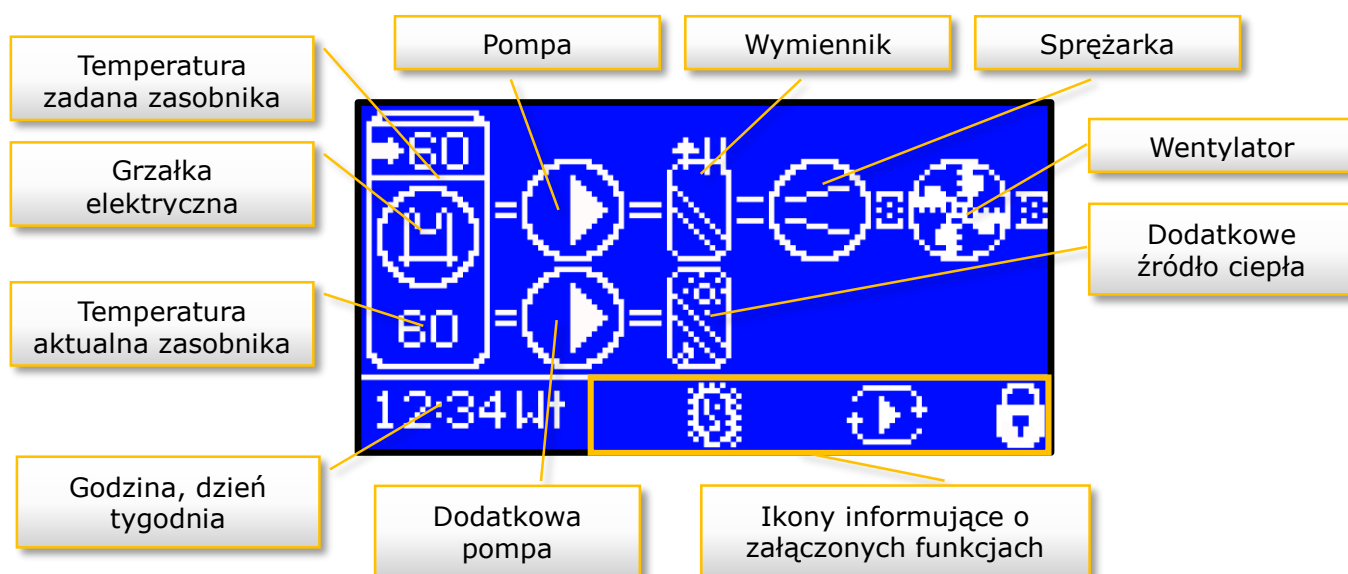 Pompa
Wymiennik
Sprężarka
Temperatura
zadana zasobnika
Wentylator
Grzałka
elektryczna
60
Dodatkowe
źródło ciepła
Temperatura
aktualna zasobnika
60
12:34 Wt
Godzina, dzień
tygodnia
Dodatkowa
pompa
Ikony informujące o
załączonych funkcjach